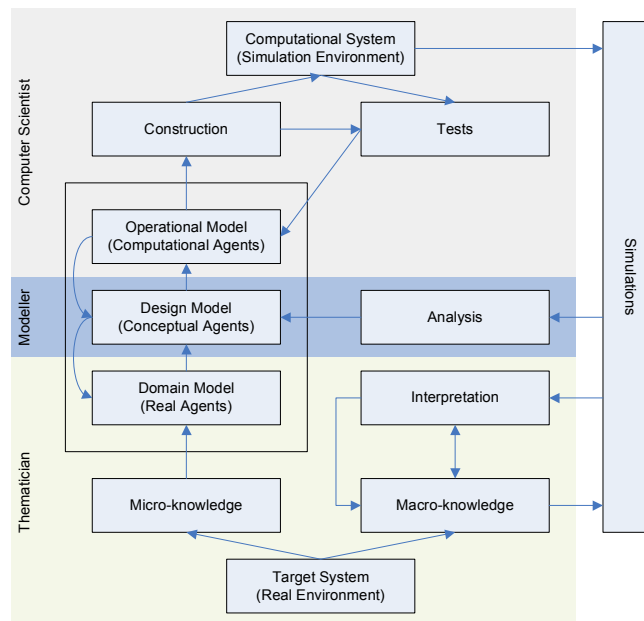 Computer Scientist
Computational System
(Simulation Environment)
Construction
Tests
Operational Model
(Computational Agents)
Modeller
Design Model
(Conceptual Agents)
Analysis
Simulations
Thematician
Domain Model
(Real Agents)
Interpretation
Micro-knowledge
Macro-knowledge
Target System
(Real Environment)